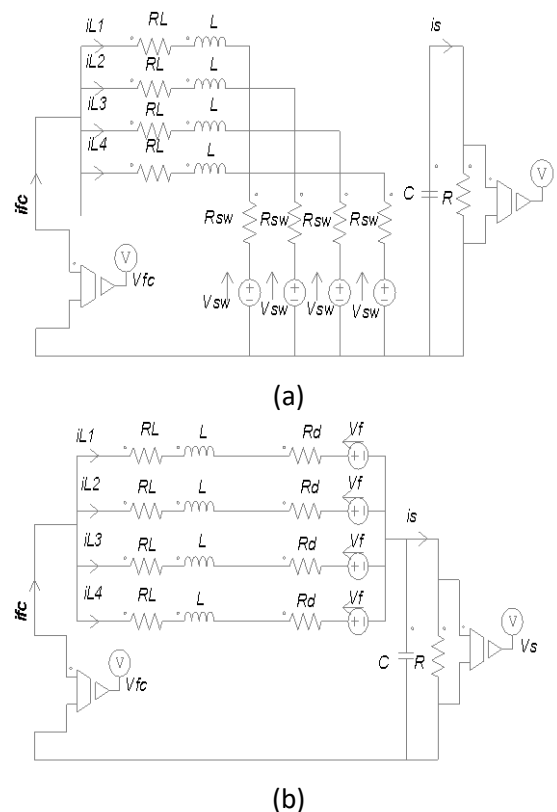 iL1 RL L is
iL2 RL L
iL3 RL L
iL4 RL L
ifc
Rsw Rsw Rsw Rsw C R V
V
Vfc
Vsw Vsw Vsw Vsw
(a)
iL1 RL L Rd Vf
iL2 RL L Rd Vf
is
iL3 RL L Rd Vf
iL4 RL L Rd Vf
ifc
V
V
C R Vs
Vfc
(b)